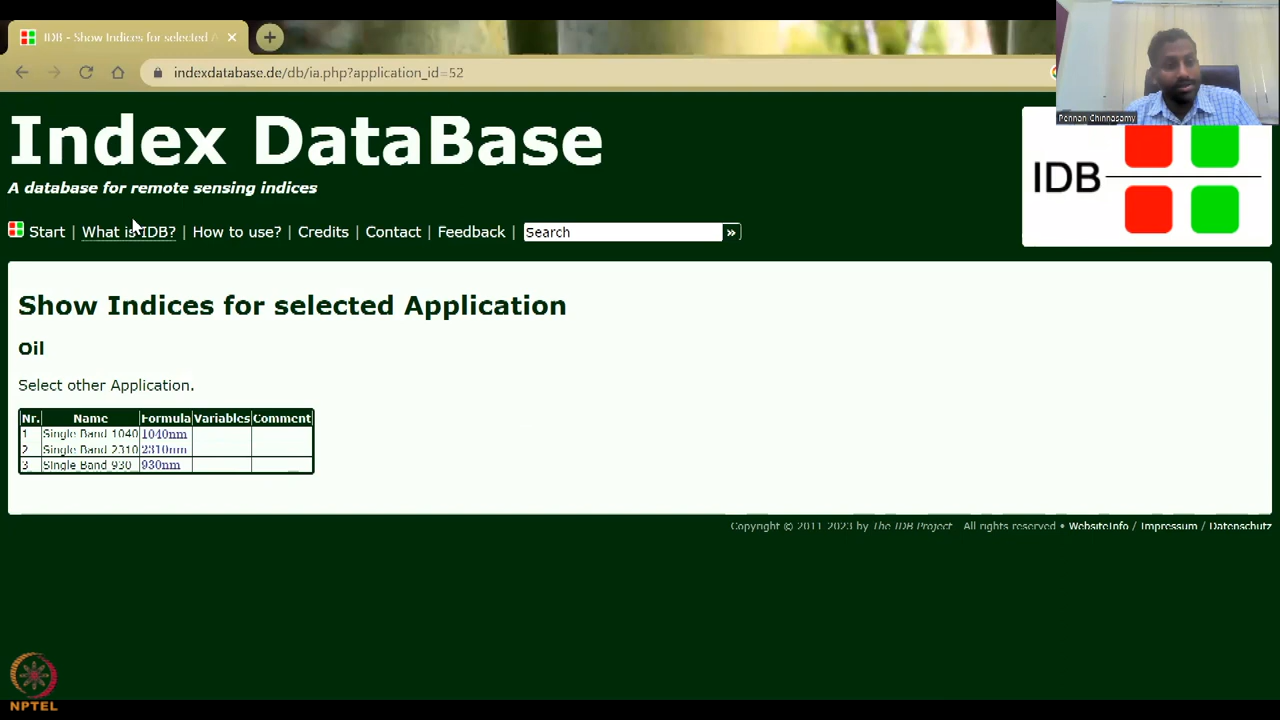 IDB - Show Indices for selected A
indexdatabase.de/db/ia.php?application_id=52
Pennan Chinnasamy
Index DataBase
A database for remote sensing indices
IDB
Start | What is IDB? | How to use? | Credits | Contact | Feedback | Search »
Show Indices for selected Application
Oil
Select other Application.
Nr. Name Formula Variables Comment
1 Single Band 1040 1040nm
2 Single Band 2310 2310nm
3 SIngle Band 930 930nm
Copyright © 2011-2023 by The IDB Project All rights reserved • WebsiteInfo / Impressum / Datenschutz
NPTEL